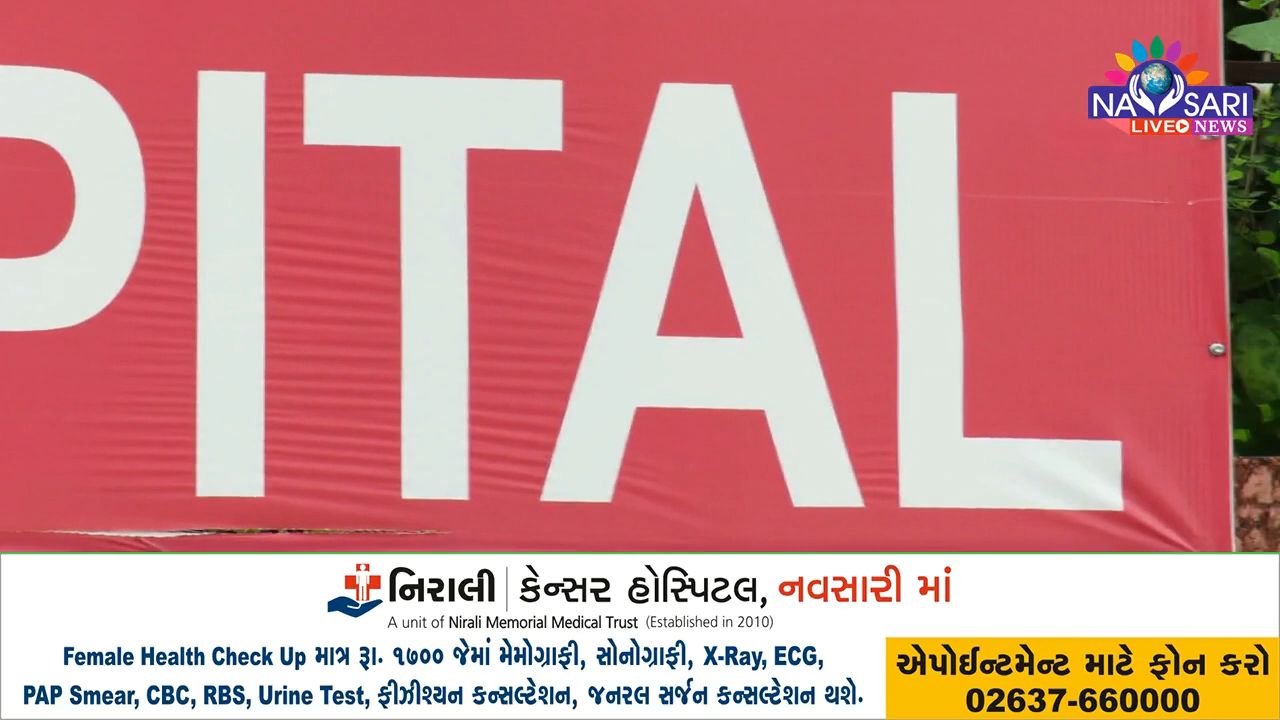 PITAL
NAVSARI
LIVE NEWS
નિરાલી | કેન્સર હોસ્પિટલ, નવસારી માં
A unit of Nirali Memorial Medical Trust (Established in 2010)
Female Health Check Up માત્ર રૂા. ૧૭૦૦ જેમાં મેમોગ્રાફી, સોનોગ્રાફી, X-Ray, ECG,
PAP Smear, CBC, RBS, Urine Test, ફીઝીશ્યન કન્સલ્ટેશન, જનરલ સર્જન કન્સલ્ટેશન થશે.
એપોઈન્ટમેન્ટ માટે ફોન કરો
02637-660000